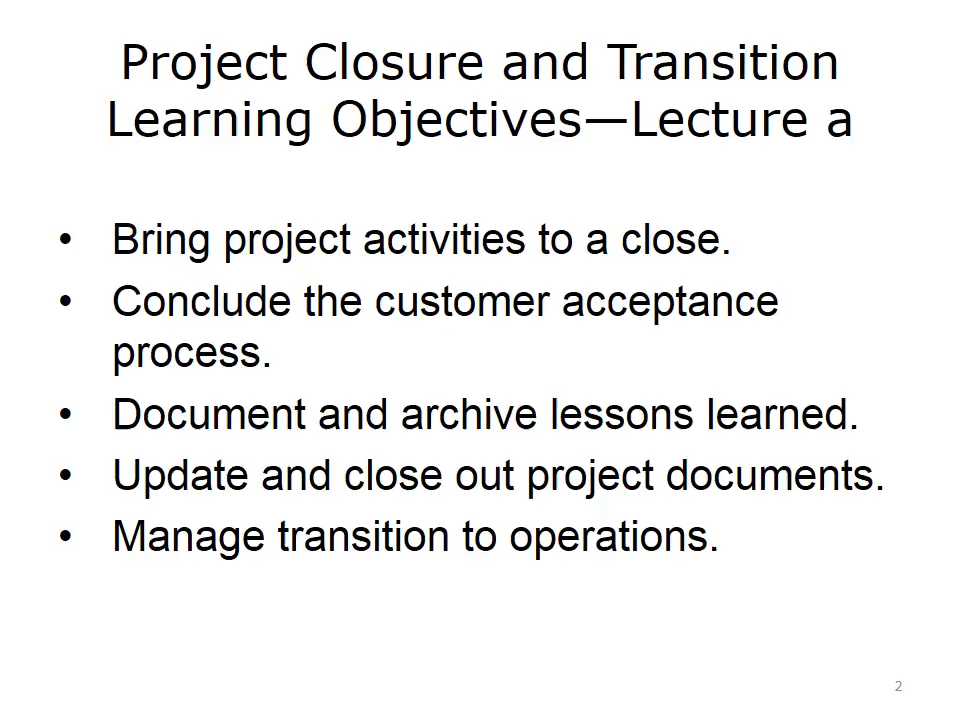 Project Closure and Transition
Learning Objectives—Lecture a
• Bring project activities to a close.
• Conclude the customer acceptance
process.
• Document and archive lessons learned.
• Update and close out project documents.
• Manage transition to operations.
2